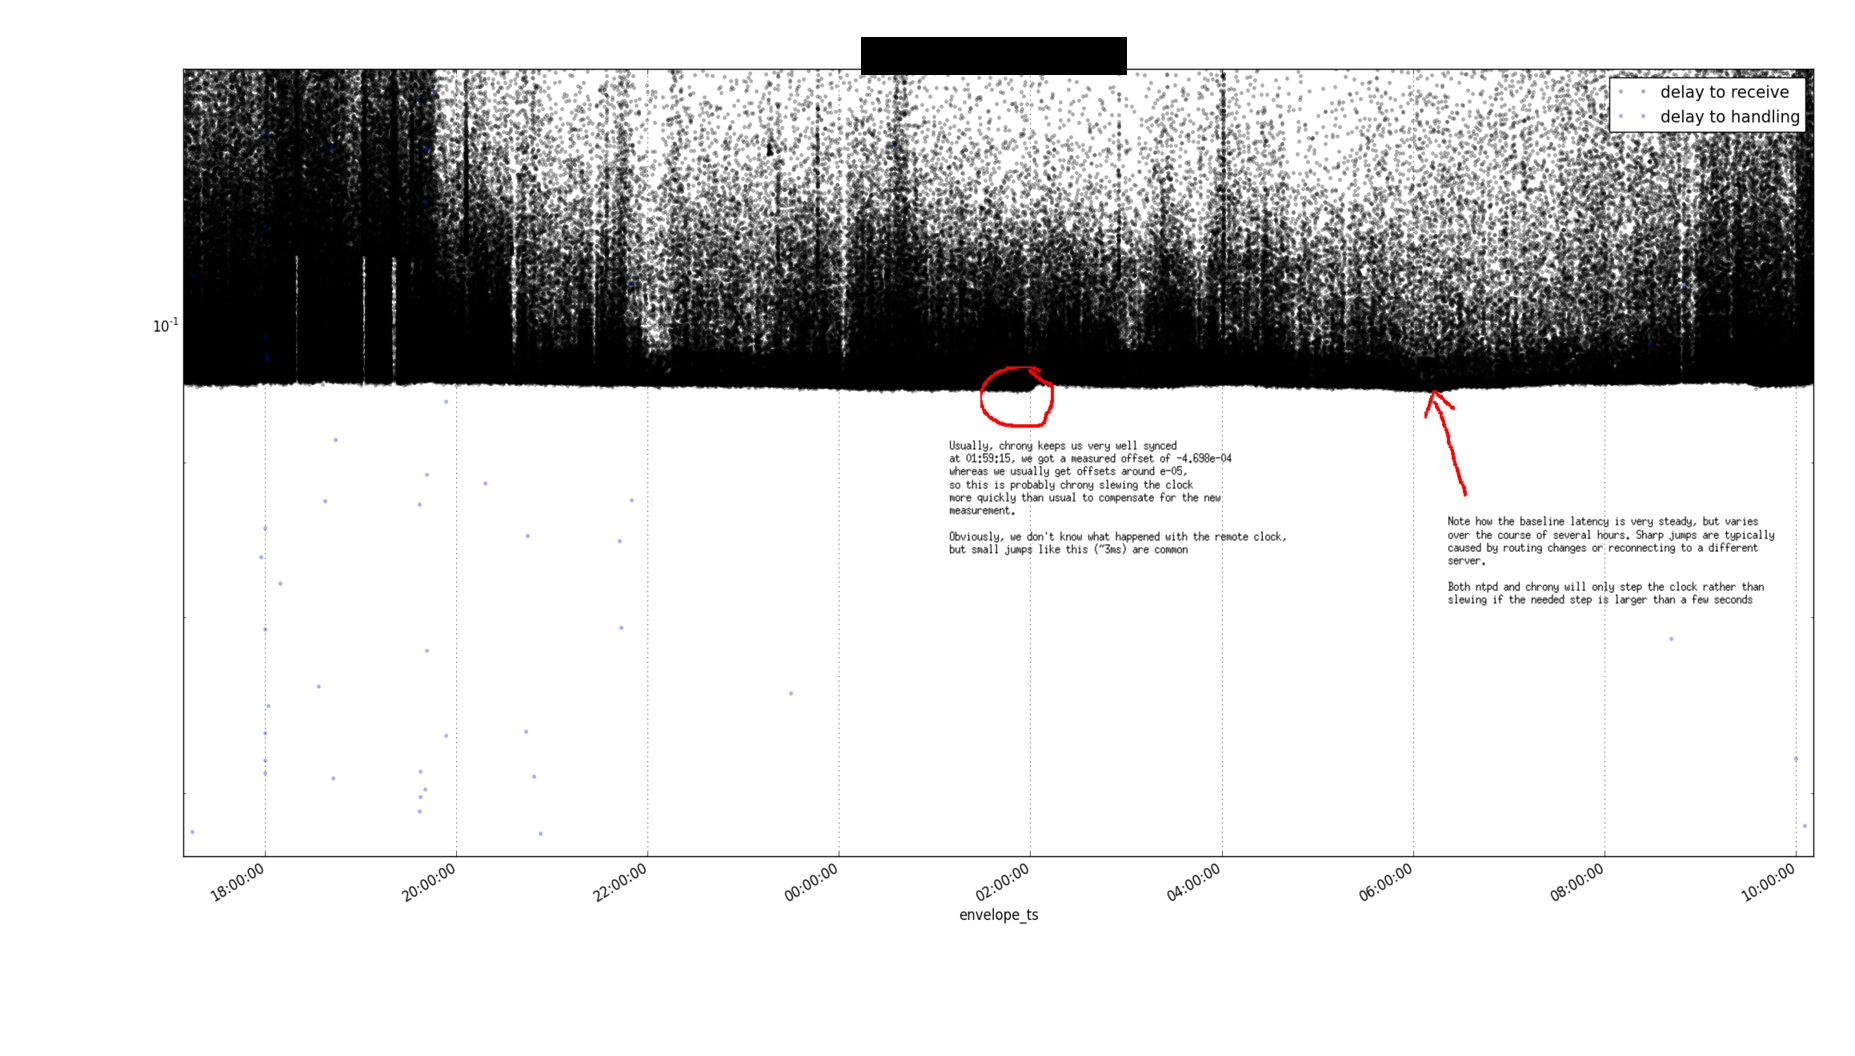 delay to receive
delay to handling
10-1
Usually, chrony keeps us very well synced
at 01:59:15, we got a measured offset of -4.698e-04
whereas we usually get offsets around e-05,
so this is probably chrony slewing the clock
more quickly than usual to compensate for the new
measurement.
Obviously, we don't know what happened with the remote clock,
but small jumps like this (~3ms) are common
Note how the baseline latency is very steady, but varies
over the course of several hours. Sharp jumps are typically
caused by routing changes or reconnecting to a different
server.
Both ntpd and chrony will only step the clock rather than
slewing if the needed step is larger than a few seconds
18:00:00
20:00:00
22:00:00
00:00:00
02:00:00
04:00:00
06:00:00
08:00:00
10:00:00
envelope_ts